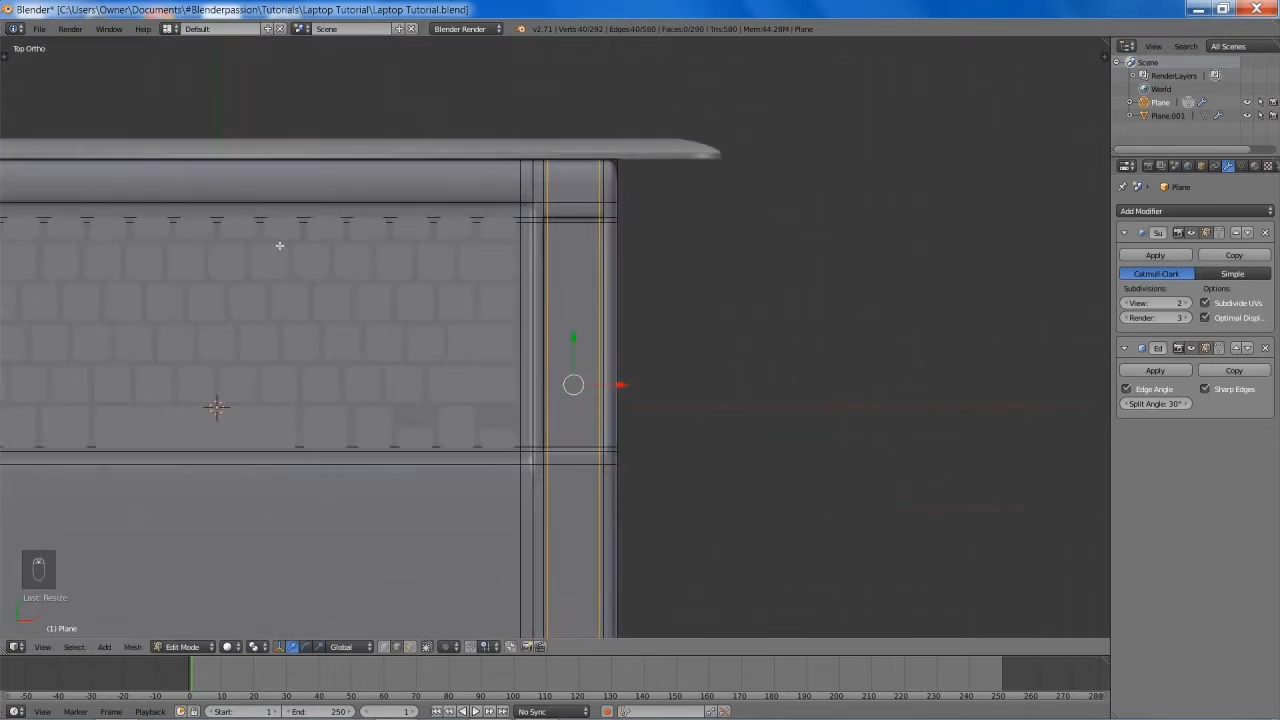 Blender* [C:\Users\Owner\Documents\#Blenderpassion\Tutorials\Laptop Tutorial\Laptop Tutorial.blend]
File Render Window Help Default Scene Blender Render v2.71 | Verts:40/292 | Edges:40/580 | Faces:0/290 | Tris:580 | Mem:44.28M | Plane
View Search All Scenes
Top Ortho
Scene
RenderLayers
World
Plane
Plane.001
Plane
Add Modifier
Su
Apply Copy
Catmull-Clark Simple
Subdivisions: Options:
View: 2 Subdivide UVs
Render: 3 Optimal Displ..
Ed
Apply Copy
Edge Angle Sharp Edges
Split Angle: 30°
Last: Resize
(1) Plane
View Select Add Mesh Edit Mode Global
-50 -40 -30 -20 -10 0 10 20 30 40 50 60 70 80 90 100 110 120 130 140 150 160 170 180 190 200 210 220 230 240 250 260 270 280
View Marker Frame Playback Start: 1 End: 250 1 No Sync